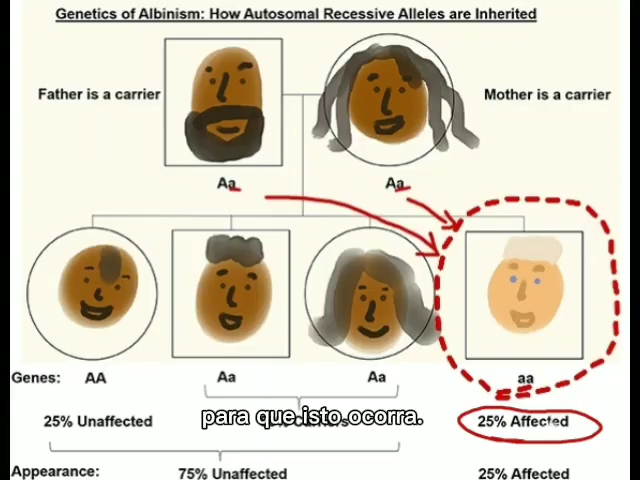 Genetics of Albinism: How Autosomal Recessive Alleles are Inherited
Father is a carrier
Mother is a carrier
Aa
Aa
Genes: AA Aa Aa aa
25% Unaffected
25% Affected
para que isto ocorra.
Appearance: 75% Unaffected 25% Affected